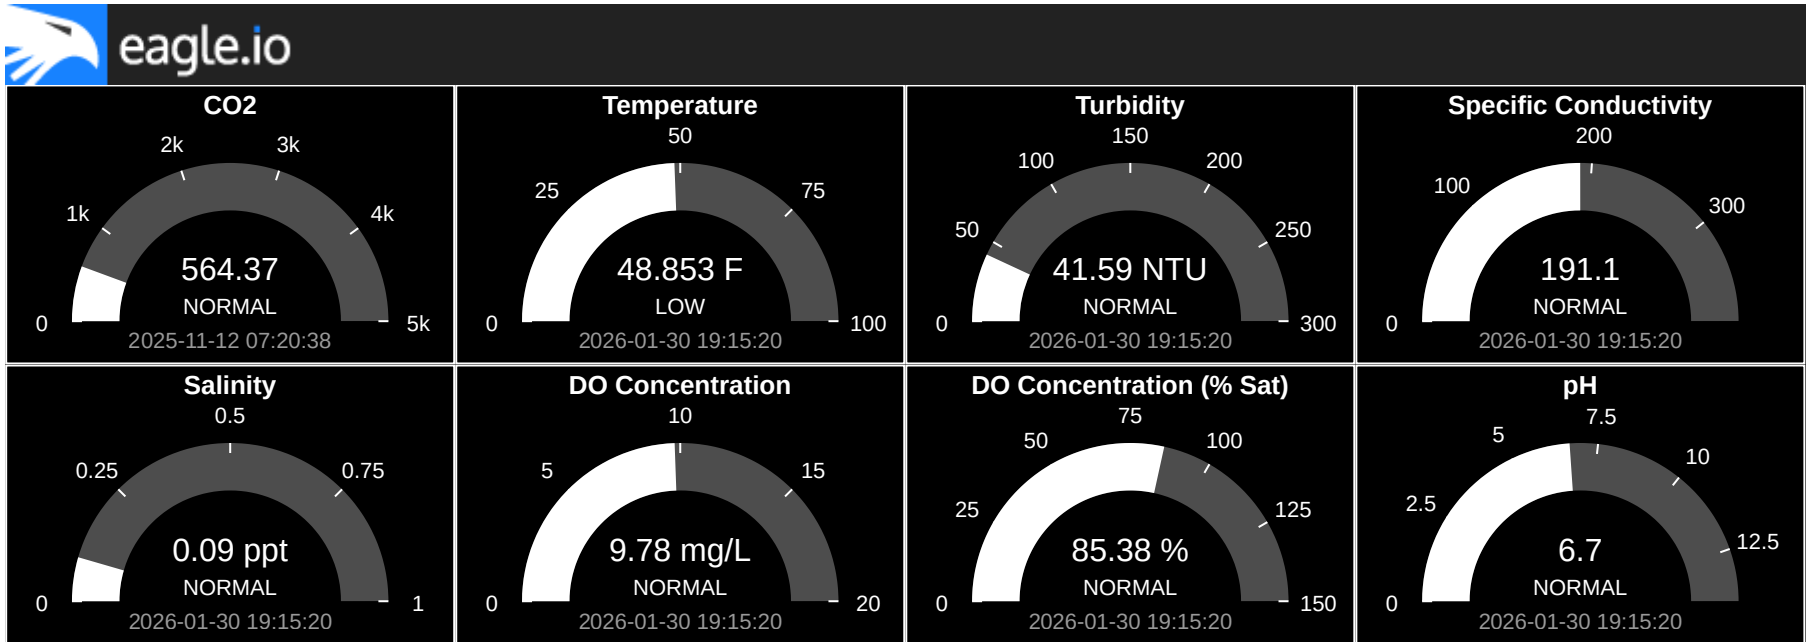 eagle.io
CO2
0
1k
2k
3k
4k
5k
564.37
NORMAL
2025-11-12 07:20:38
Temperature
0
25
50
75
100
48.853 F
LOW
2026-01-30 19:15:20
Turbidity
0
50
100
150
200
250
300
41.59 NTU
NORMAL
2026-01-30 19:15:20
Specific Conductivity
0
100
200
300
191.1
NORMAL
2026-01-30 19:15:20
Salinity
0
0.25
0.5
0.75
1
0.09 ppt
NORMAL
2026-01-30 19:15:20
DO Concentration
0
5
10
15
20
9.78 mg/L
NORMAL
2026-01-30 19:15:20
DO Concentration (% Sat)
0
25
50
75
100
125
150
85.38 %
NORMAL
2026-01-30 19:15:20
pH
0
2.5
5
7.5
10
12.5
6.7
NORMAL
2026-01-30 19:15:20